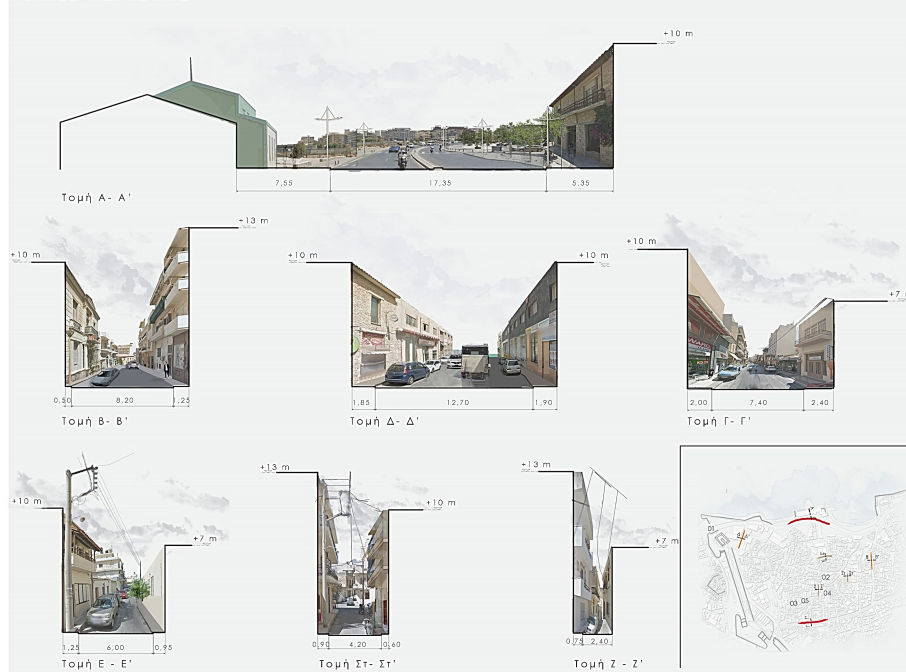 +10 m
7,55 17,35 5,35
Τομή Α- Α'
+13 m
+10 m
0,50 8,20 1,25
Τομή Β- Β'
+10 m +10 m
1,85 12,70 1,90
Τομή Δ- Δ'
+10 m
+7
2,00 7,40 2,40
Τομή Γ- Γ'
+10 m
+7 m
1,25 6,00 0,95
Τομή Ε - Ε'
+13 m
+10 m
0,90 4,20 0,60
Τομή Στ- Στ'
+13 m
+7 m
0,75 2,40
Τομή Ζ - Ζ'
01
02
04
03 05